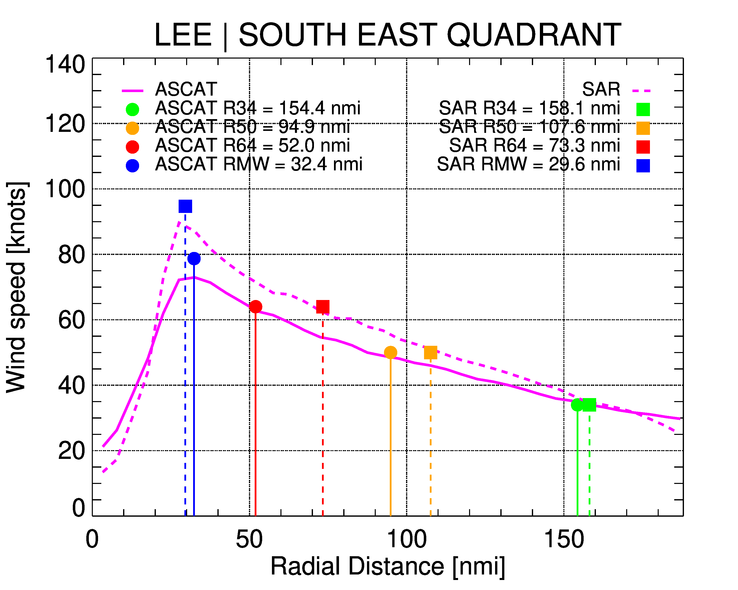 LEE | SOUTH EAST QUADRANT
140
120
100
80
60
40
20
0
Wind speed [knots]
ASCAT
ASCAT R34 = 154.4 nmi
ASCAT R50 = 94.9 nmi
ASCAT R64 = 52.0 nmi
ASCAT RMW = 32.4 nmi
SAR
SAR R34 = 158.1 nmi
SAR R50 = 107.6 nmi
SAR R64 = 73.3 nmi
SAR RMW = 29.6 nmi
0 50 100 150
Radial Distance [nmi]